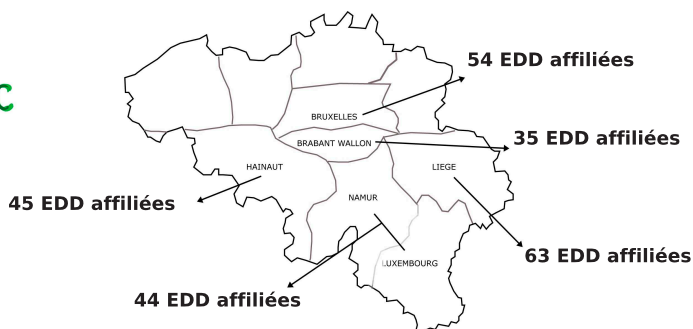 54 EDD affiliées
C
BRUXELLES
35 EDD affiliées
BRABANT WALLON
HAINAUT
LIEGE
45 EDD affiliées
NAMUR
63 EDD affiliées
LUXEMBOURG
44 EDD affiliées